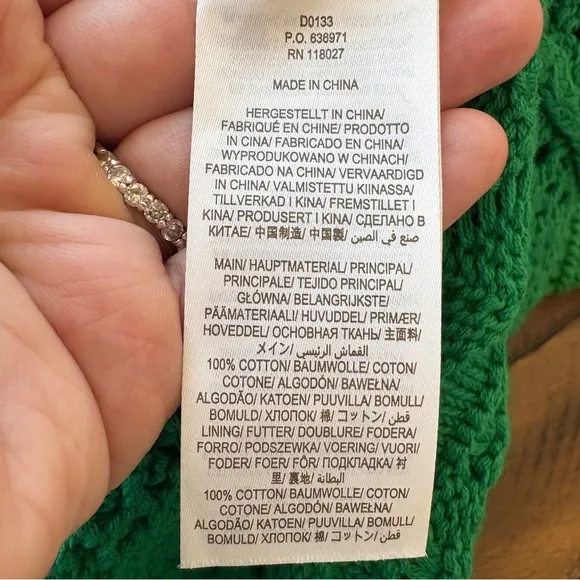 D0133
P.O. 636971
RN 118027
MADE IN CHINA
HERGESTELLT IN CHINA/
FABRIQUÉ EN CHINE/ PRODOTTO
IN CINA/ FABRICADO EN CHINA/
WYPRODUKOWANO W CHINACH/
FABRICADO NA CHINA/ VERVAARDIGD
IN CHINA/ VALMISTETTU KIINASSA/
TILLVERKAD I KINA/ FREMSTILLET I
KINA/ PRODUSERT I KINA/ СДЕЛАНО В
КИТАЕ/ 中国制造/ 中国製/ صنع في الصين
MAIN/ HAUPTMATERIAL/ PRINCIPAL/
PRINCIPALE/ TEJIDO PRINCIPAL/
GŁÓWNA/ BELANGRIJKSTE/
PÄÄMATERIAALI/ HUVUDDEL/ PRIMÆR/
HOVEDDEL/ ОСНОВНАЯ ТКАНЬ/ 主面料/
メイン/ القماش الرئيسي/
100% COTTON/ BAUMWOLLE/ COTON/
COTONE/ ALGODÓN/ BAWEŁNA/
ALGODÃO/ KATOEN/ PUUVILLA/ BOMULL/
BOMULD/ ХЛОПОК/ 棉/ コットン/ قطن/
LINING/ FUTTER/ DOUBLURE/ FODERA/
FORRO/ PODSZEWKA/ VOERING/ VUORI/
FODER/ FOER/ FÔR/ ПОДКЛАДКА/ 衬
里/ 裏地/ البطانة/
100% COTTON/ BAUMWOLLE/ COTON/
COTONE/ ALGODÓN/ BAWEŁNA/
ALGODÃO/ KATOEN/ PUUVILLA/ BOMULL/
BOMULD/ ХЛОПОК/ 棉/ コットン/ قطن/